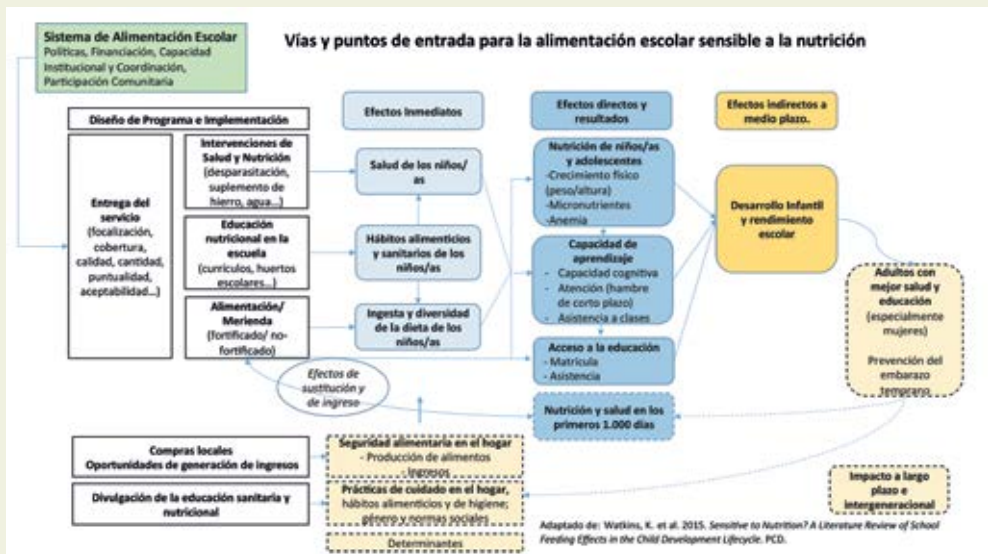 Sistema de Alimentación Escolar
Políticas, Financiación, Capacidad
Institucional y Coordinación,
Participación Comunitaria
Vías y puntos de entrada para la alimentación escolar sensible a la nutrición
Diseño de Programa e Implementación
Efectos Inmediatos
Efectos directos y
resultados
Efectos indirectos a
medio plazo.
Entrega del
servicio
(focalización,
cobertura,
calidad, cantidad,
puntualidad,
aceptabilidad...)
Intervenciones de
Salud y Nutrición
(desparasitación,
suplemento de
hierro, agua...)
Educación
nutricional en la
escuela
(currículos, huertos
escolares...)
Alimentación/
Merienda
(fortificado/ no-
fortificado)
Salud de los niños/
as
Hábitos alimenticios
y sanitarios de los
niños/as
Ingesta y diversidad
de la dieta de los
niños/as
Nutrición de niños/as
y adolescentes
-Crecimiento físico
(peso/altura)
-Micronutrientes
-Anemia
Capacidad de
aprendizaje
- Capacidad cognitiva
- Atención (hambre
de corto plazo)
- Asistencia a clases
Acceso a la educación
- Matrícula
- Asistencia
Desarrollo Infantil
y rendimiento
escolar
Adultos con
mejor salud y
educación
(especialmente
mujeres)
Prevención del
embarazo
temprano
Efectos de
sustitución y
de ingreso
Nutrición y salud en los
primeros 1.000 días
Compras locales
Oportunidades de generación de ingresos
Divulgación de la educación sanitaria y
nutricional
Seguridad alimentaria en el hogar
- Producción de alimentos
- Ingresos
Prácticas de cuidado en el hogar,
hábitos alimenticios y de higiene;
género y normas sociales
Determinantes
Impacto a largo
plazo e
intergeneracional
Adaptado de: Watkins, K. et al. 2015. Sensitive to Nutrition? A Literature Review of School
Feeding Effects in the Child Development Lifecycle. PCD.